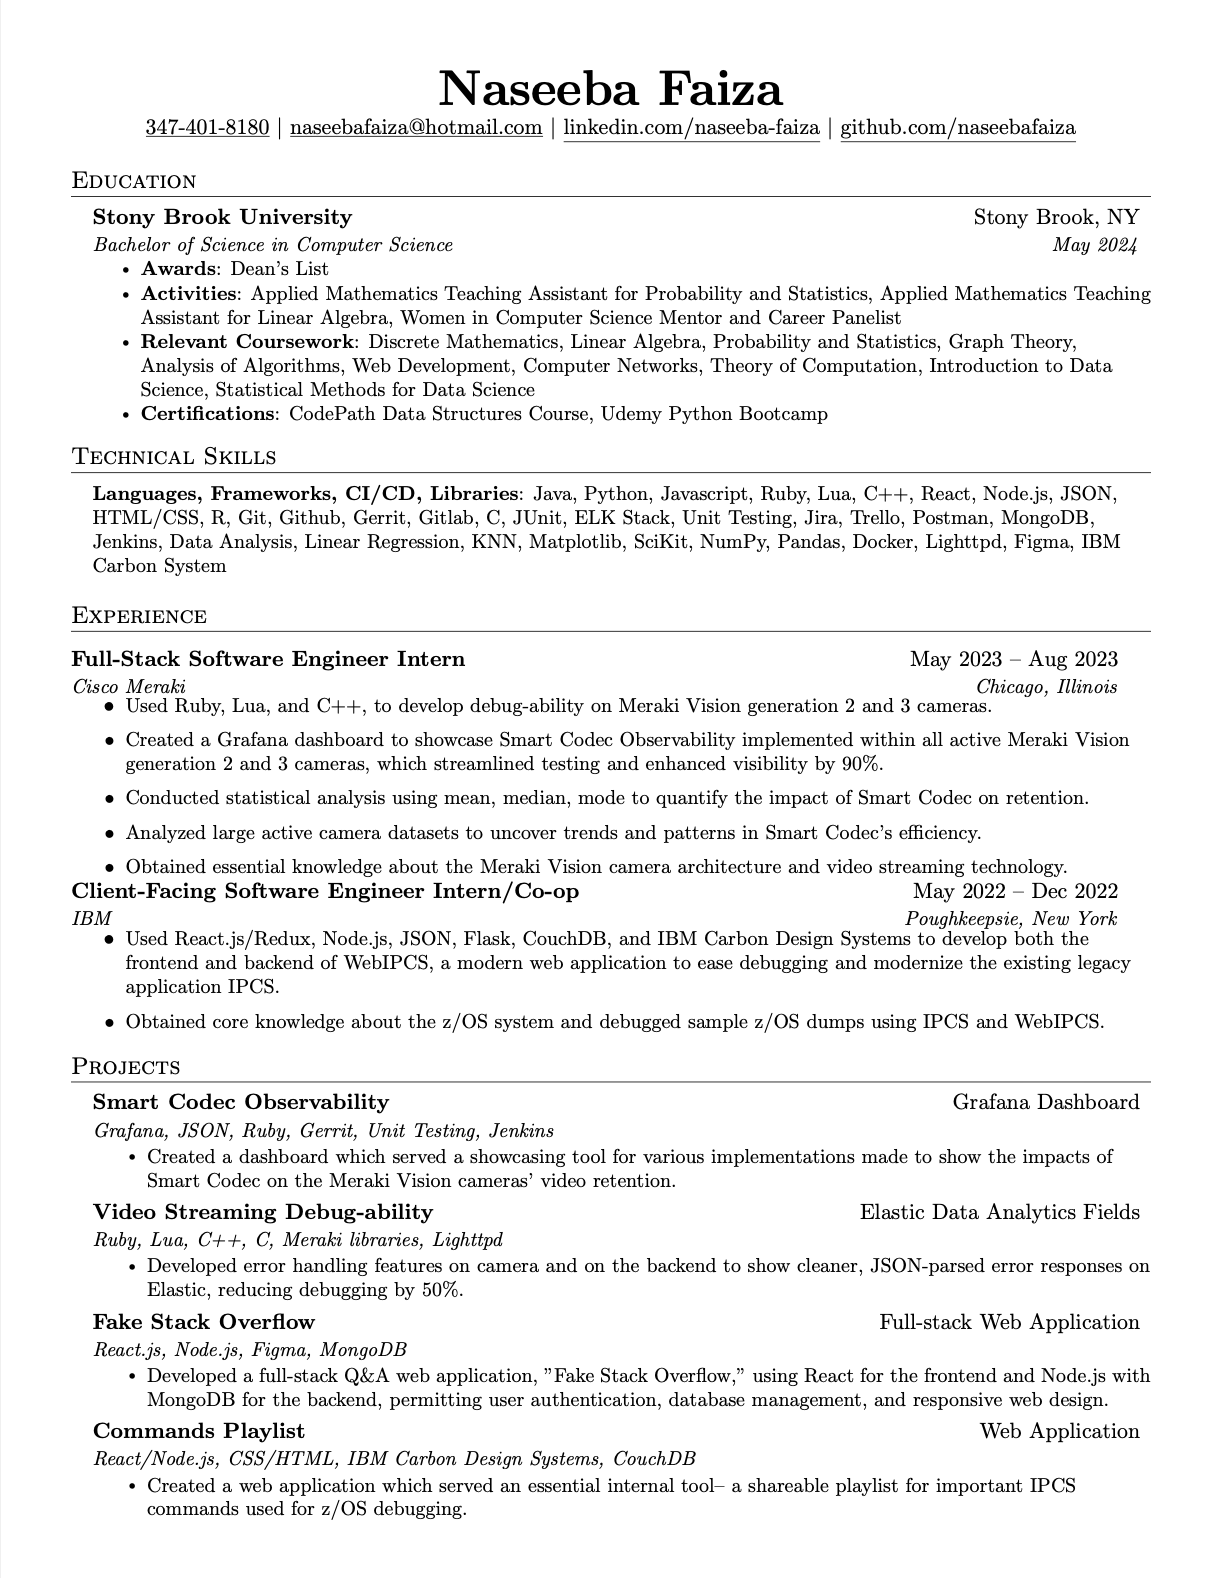 Naseeba Faiza
347-401-8180 | naseebafaiza@hotmail.com | linkedin.com/naseeba-faiza | github.com/naseebafaiza
Education
Stony Brook University Stony Brook, NY
Bachelor of Science in Computer Science May 2024
• Awards: Dean's List
• Activities: Applied Mathematics Teaching Assistant for Probability and Statistics, Applied Mathematics Teaching
Assistant for Linear Algebra, Women in Computer Science Mentor and Career Panelist
• Relevant Coursework: Discrete Mathematics, Linear Algebra, Probability and Statistics, Graph Theory,
Analysis of Algorithms, Web Development, Computer Networks, Theory of Computation, Introduction to Data
Science, Statistical Methods for Data Science
• Certifications: CodePath Data Structures Course, Udemy Python Bootcamp
Technical Skills
Languages, Frameworks, CI/CD, Libraries: Java, Python, Javascript, Ruby, Lua, C++, React, Node.js, JSON,
HTML/CSS, R, Git, Github, Gerrit, Gitlab, C, JUnit, ELK Stack, Unit Testing, Jira, Trello, Postman, MongoDB,
Jenkins, Data Analysis, Linear Regression, KNN, Matplotlib, SciKit, NumPy, Pandas, Docker, Lighttpd, Figma, IBM
Carbon System
Experience
Full-Stack Software Engineer Intern May 2023 – Aug 2023
Cisco Meraki Chicago, Illinois
• Used Ruby, Lua, and C++, to develop debug-ability on Meraki Vision generation 2 and 3 cameras.
• Created a Grafana dashboard to showcase Smart Codec Observability implemented within all active Meraki Vision
generation 2 and 3 cameras, which streamlined testing and enhanced visibility by 90%.
• Conducted statistical analysis using mean, median, mode to quantify the impact of Smart Codec on retention.
• Analyzed large active camera datasets to uncover trends and patterns in Smart Codec's efficiency.
• Obtained essential knowledge about the Meraki Vision camera architecture and video streaming technology.
Client-Facing Software Engineer Intern/Co-op May 2022 – Dec 2022
IBM Poughkeepsie, New York
• Used React.js/Redux, Node.js, JSON, Flask, CouchDB, and IBM Carbon Design Systems to develop both the
frontend and backend of WebIPCS, a modern web application to ease debugging and modernize the existing legacy
application IPCS.
• Obtained core knowledge about the z/OS system and debugged sample z/OS dumps using IPCS and WebIPCS.
Projects
Smart Codec Observability Grafana Dashboard
Grafana, JSON, Ruby, Gerrit, Unit Testing, Jenkins
• Created a dashboard which served a showcasing tool for various implementations made to show the impacts of
Smart Codec on the Meraki Vision cameras' video retention.
Video Streaming Debug-ability Elastic Data Analytics Fields
Ruby, Lua, C++, C, Meraki libraries, Lighttpd
• Developed error handling features on camera and on the backend to show cleaner, JSON-parsed error responses on
Elastic, reducing debugging by 50%.
Fake Stack Overflow Full-stack Web Application
React.js, Node.js, Figma, MongoDB
• Developed a full-stack Q&A web application, ”Fake Stack Overflow,” using React for the frontend and Node.js with
MongoDB for the backend, permitting user authentication, database management, and responsive web design.
Commands Playlist Web Application
React/Node.js, CSS/HTML, IBM Carbon Design Systems, CouchDB
• Created a web application which served an essential internal tool– a shareable playlist for important IPCS
commands used for z/OS debugging.